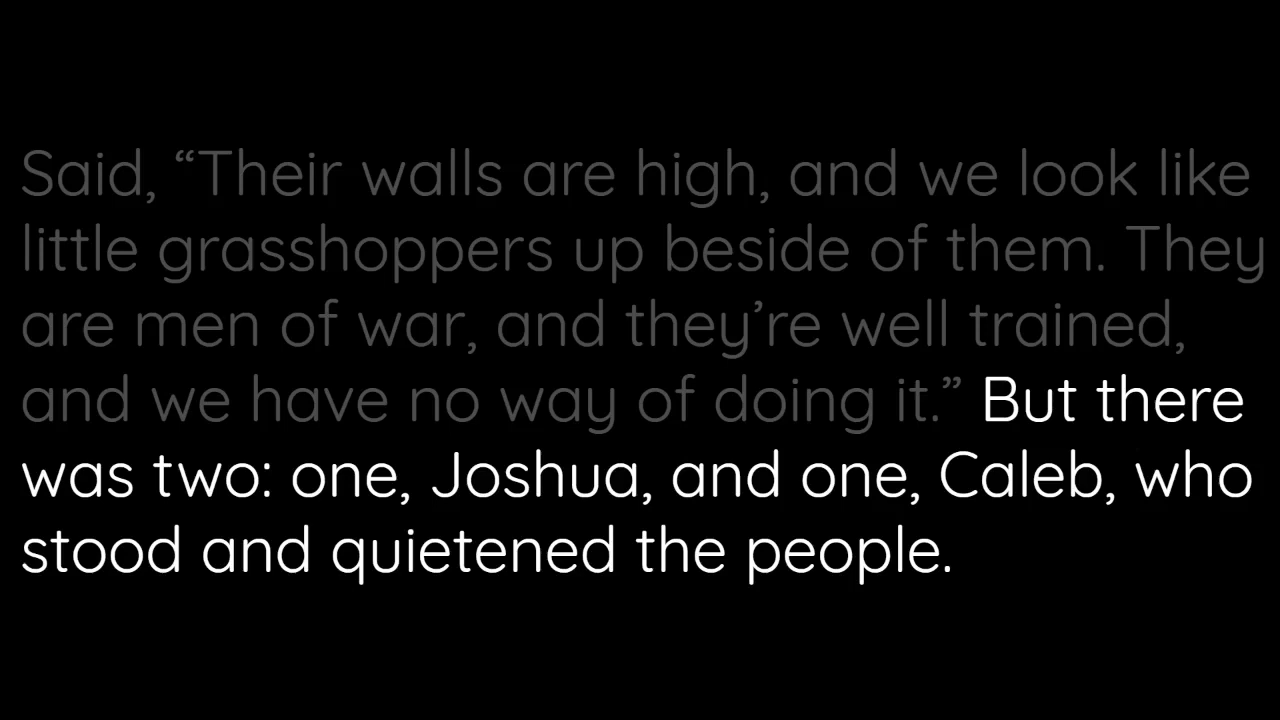 Said, “Their walls are high, and we look like
little grasshoppers up beside of them. They
are men of war, and they’re well trained,
and we have no way of doing it.” But there
was two: one, Joshua, and one, Caleb, who
stood and quietened the people.